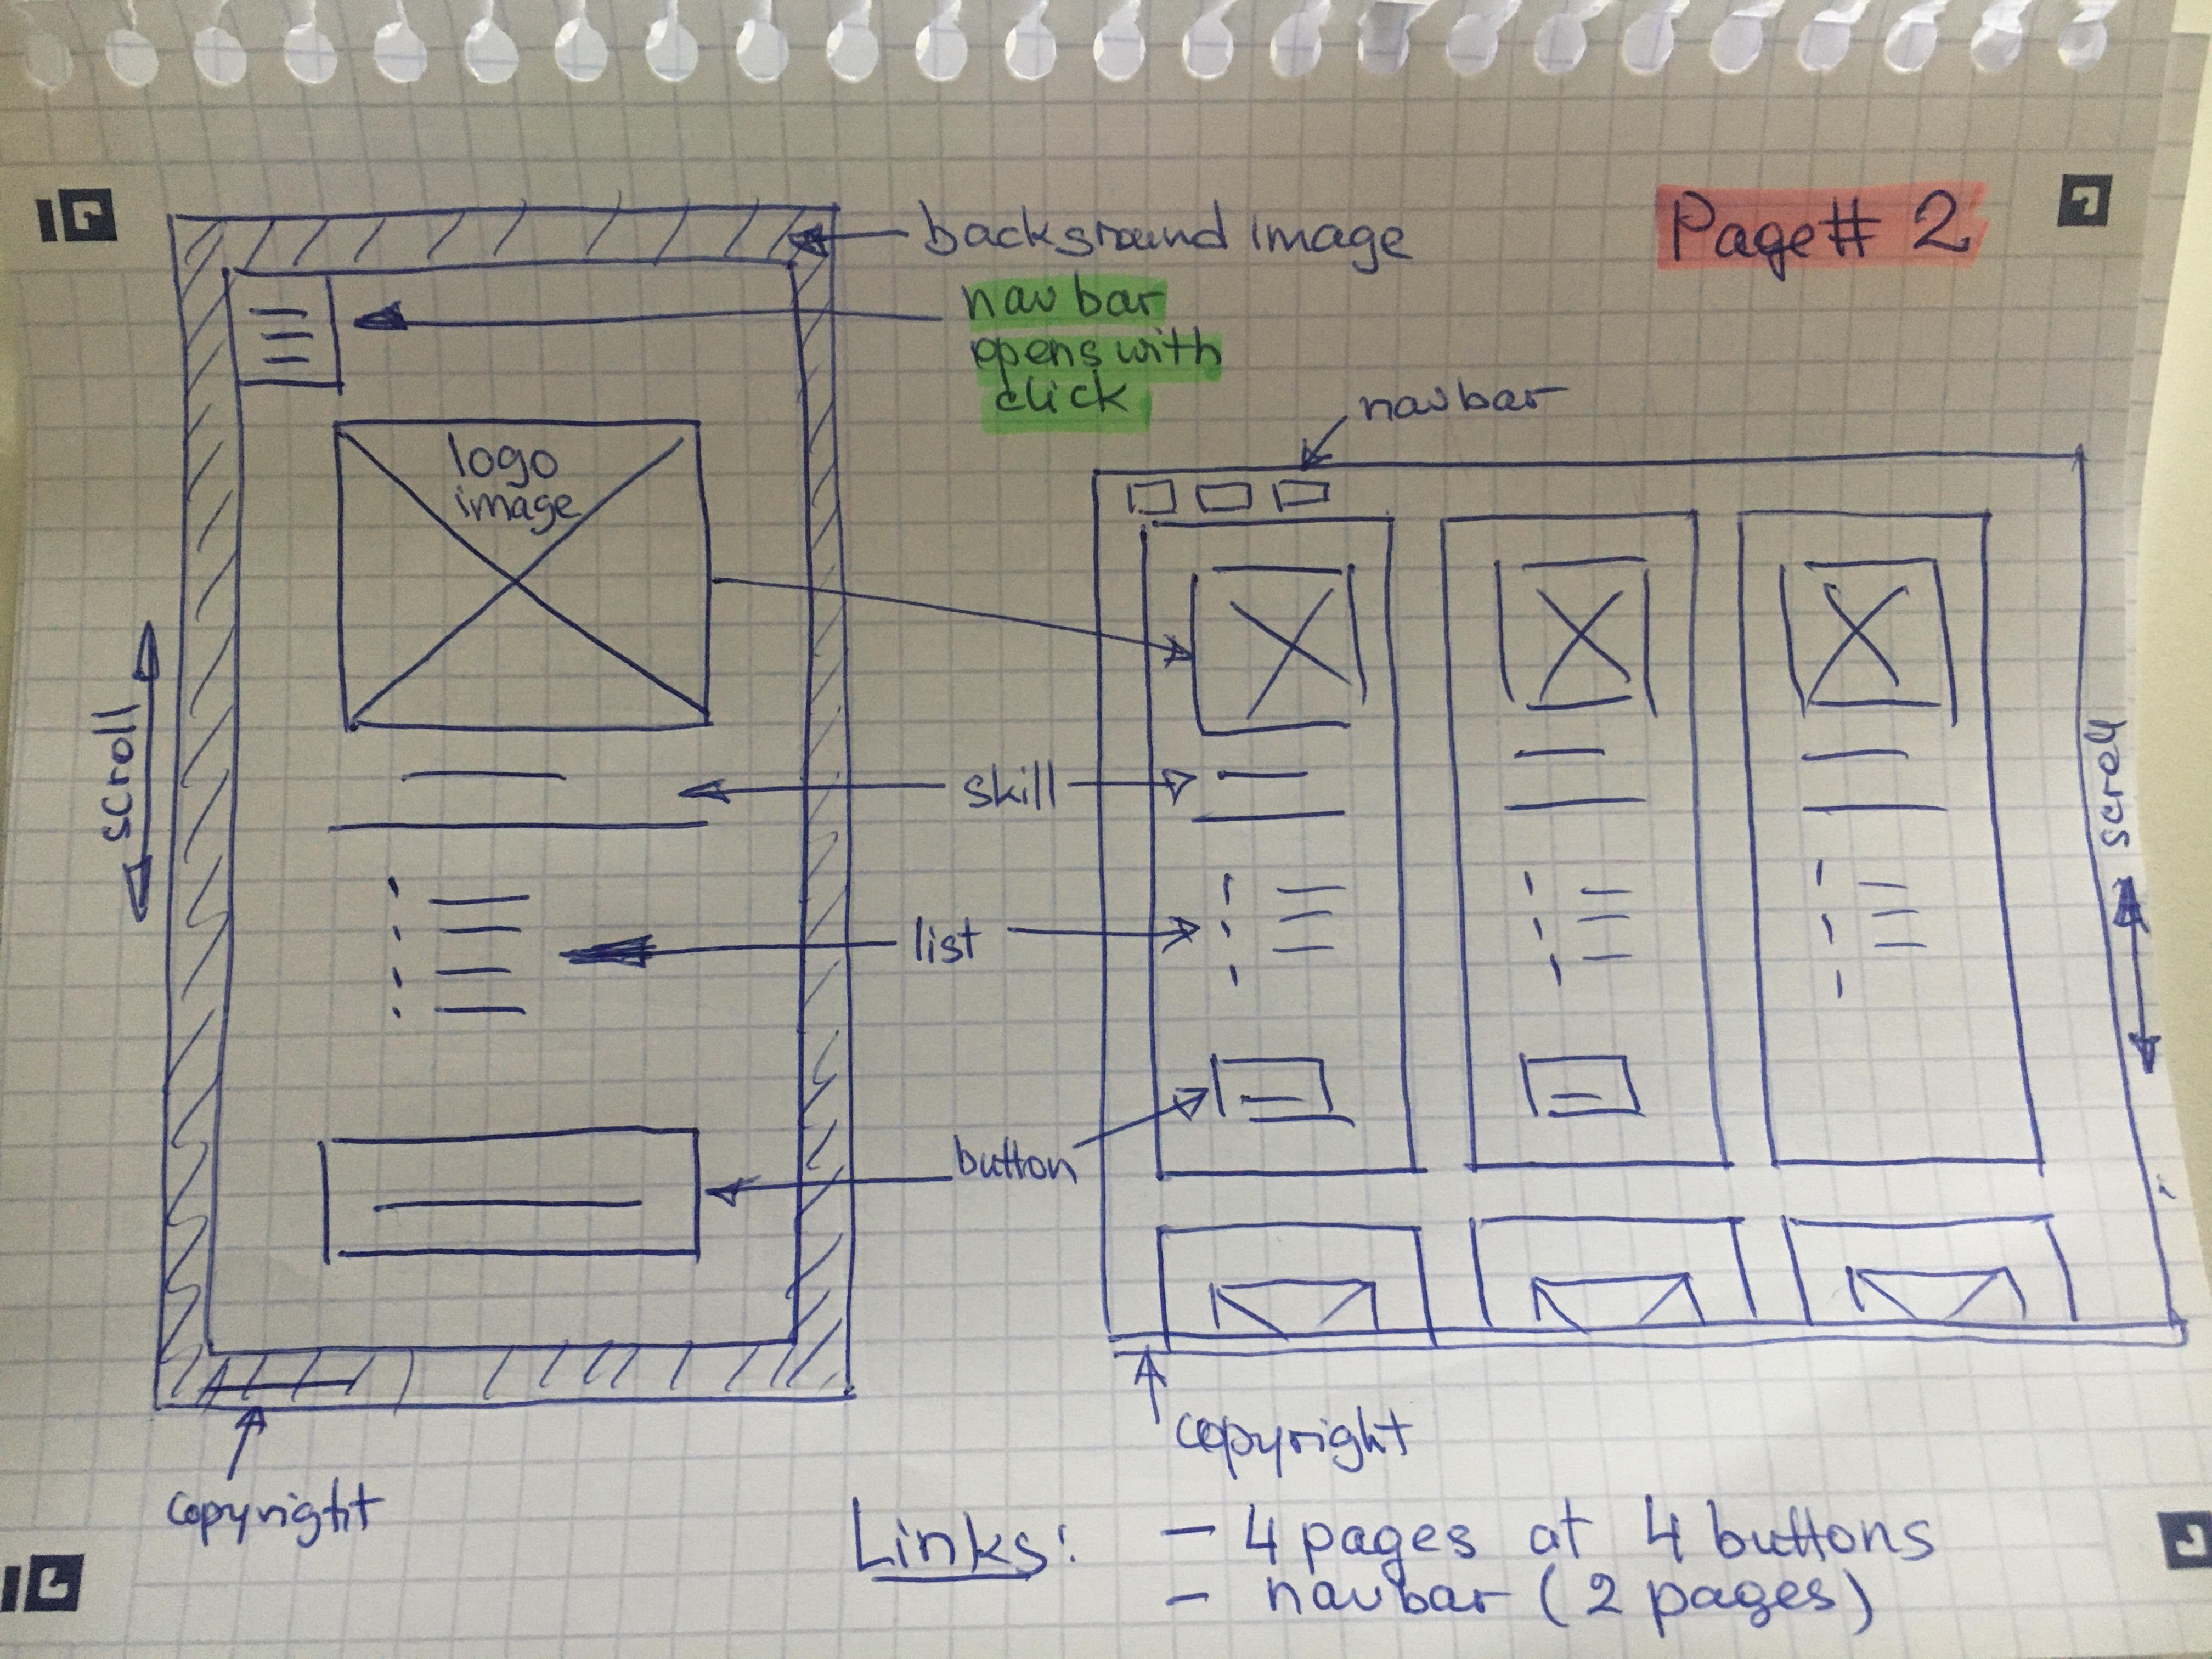 Page# 2
background image
nav bar
opens with
click
navbar
logo
image
scroll
scroll
skill
list
button
copyright
copyright
Links: - 4 pages at 4 buttons
- navbar (2 pages)